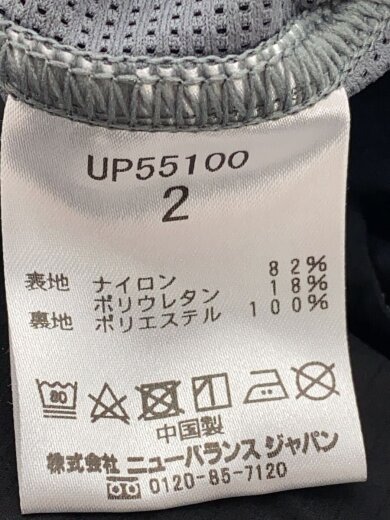 UP55100
2
表地 ナイロン 82%
ポリウレタン 18%
裏地 ポリエステル 100%
中国製
株式会社 ニューバランス ジャパン
0120-85-7120